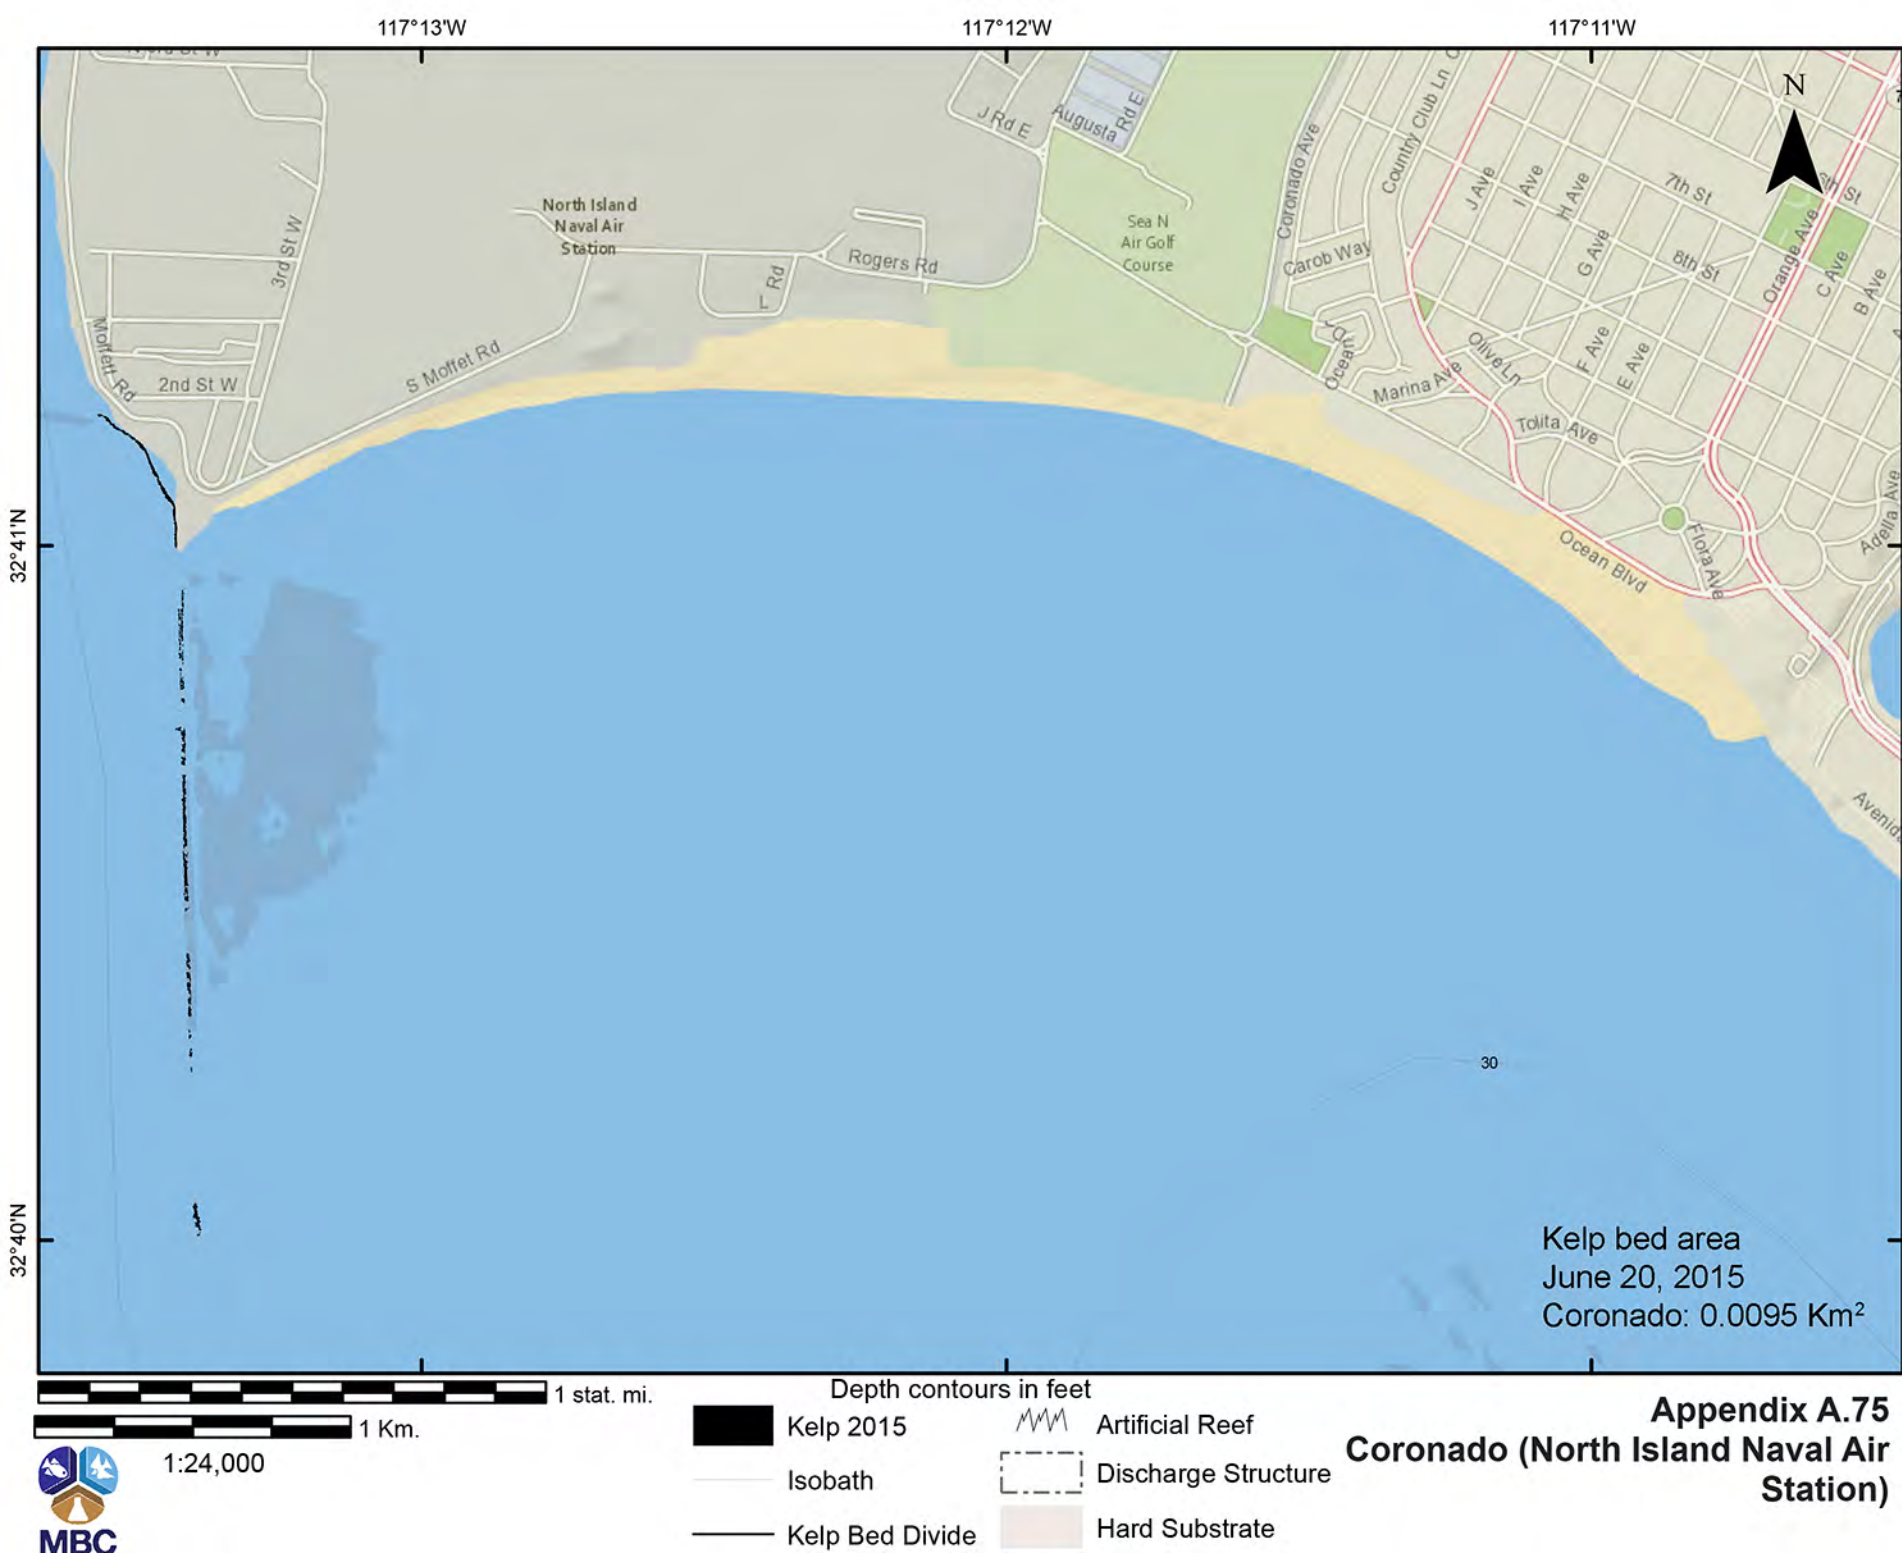 117°13'W
117°12'W
117°11'W
N
3rd St W
J Rd E
Augusta
Rd E
Coronado Ave
Country Club Ln
J Ave
I Ave
H Ave
7th St
6th St
North Island
Naval Air
Station
Sea N
Air Golf
Course
3rd St W
L Rd
Rogers Rd
Carob Way
G Ave
8th St
Orange Ave
C Ave
B Ave
Moffett Rd
2nd St W
S Moffet Rd
Ocean
Marina Ave
Olive Ln
F Ave
E Ave
Tolita Ave
Ocean Blvd
Flora Ave
Adella Ave
32°41'N
30
32°40'N
Kelp bed area
June 20, 2015
Coronado: 0.0095 Km²
1 stat. mi.
1 Km.
1:24,000
MBC
Depth contours in feet
Kelp 2015
Isobath
Kelp Bed Divide
Artificial Reef
Discharge Structure
Hard Substrate
Appendix A.75
Coronado (North Island Naval Air
Station)